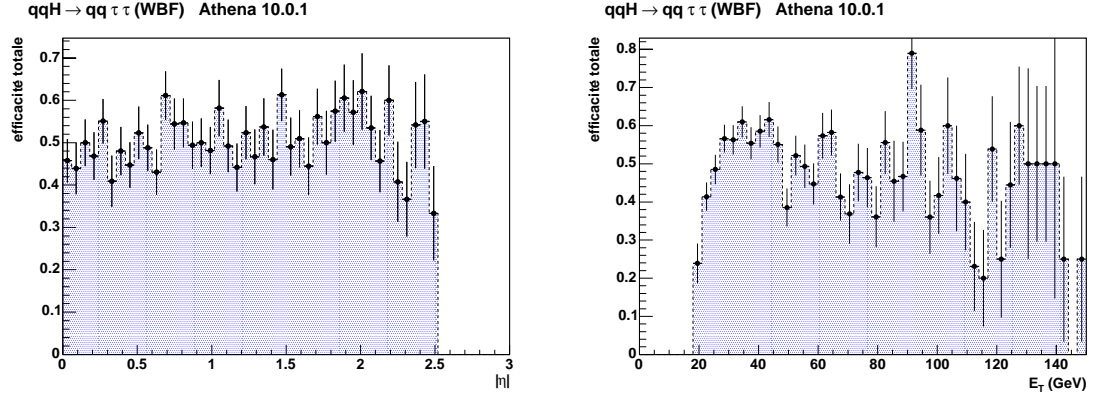 qqH → qq τ τ (WBF) Athena 10.0.1
efficacité totale
0.7
0.6
0.5
0.4
0.3
0.2
0.1
0
0 0.5 1 1.5 2 2.5 3
|η|
qqH → qq τ τ (WBF) Athena 10.0.1
efficacité totale
0.8
0.7
0.6
0.5
0.4
0.3
0.2
0.1
0
0 20 40 60 80 100 120 140
E_T (GeV)